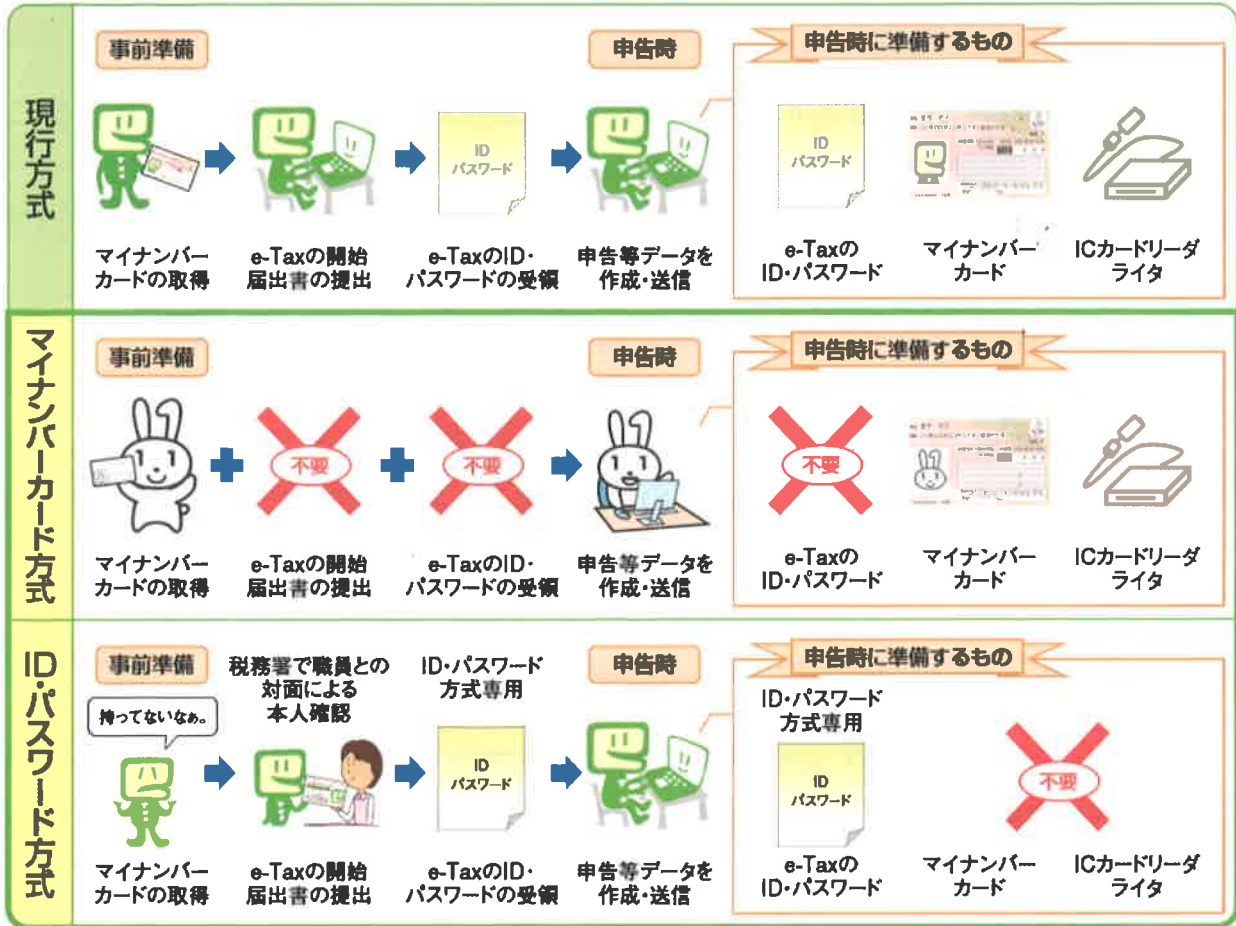 現行方式
事前準備
申告時
申告時に準備するもの
ID
パスワード
ID
パスワード
マイナンバー
カードの取得
e-Taxの開始
届出書の提出
e-TaxのID・
パスワードの受領
申告等データを
作成・送信
e-Taxの
ID・パスワード
マイナンバー
カード
ICカードリーダ
ライタ
マイナンバーカード方式
事前準備
申告時
申告時に準備するもの
不要
不要
不要
マイナンバー
カードの取得
e-Taxの開始
届出書の提出
e-TaxのID・
パスワードの受領
申告等データを
作成・送信
e-Taxの
ID・パスワード
マイナンバー
カード
ICカードリーダ
ライタ
ID・パスワード方式
事前準備
持ってないなぁ。
税務署で職員との
対面による
本人確認
ID・パスワード
方式専用
申告時
申告時に準備するもの
ID・パスワード
方式専用
ID
パスワード
ID
パスワード
不要
マイナンバー
カードの取得
e-Taxの開始
届出書の提出
e-TaxのID・
パスワードの受領
申告等データを
作成・送信
e-Taxの
ID・パスワード
マイナンバー
カード
ICカードリーダ
ライタ